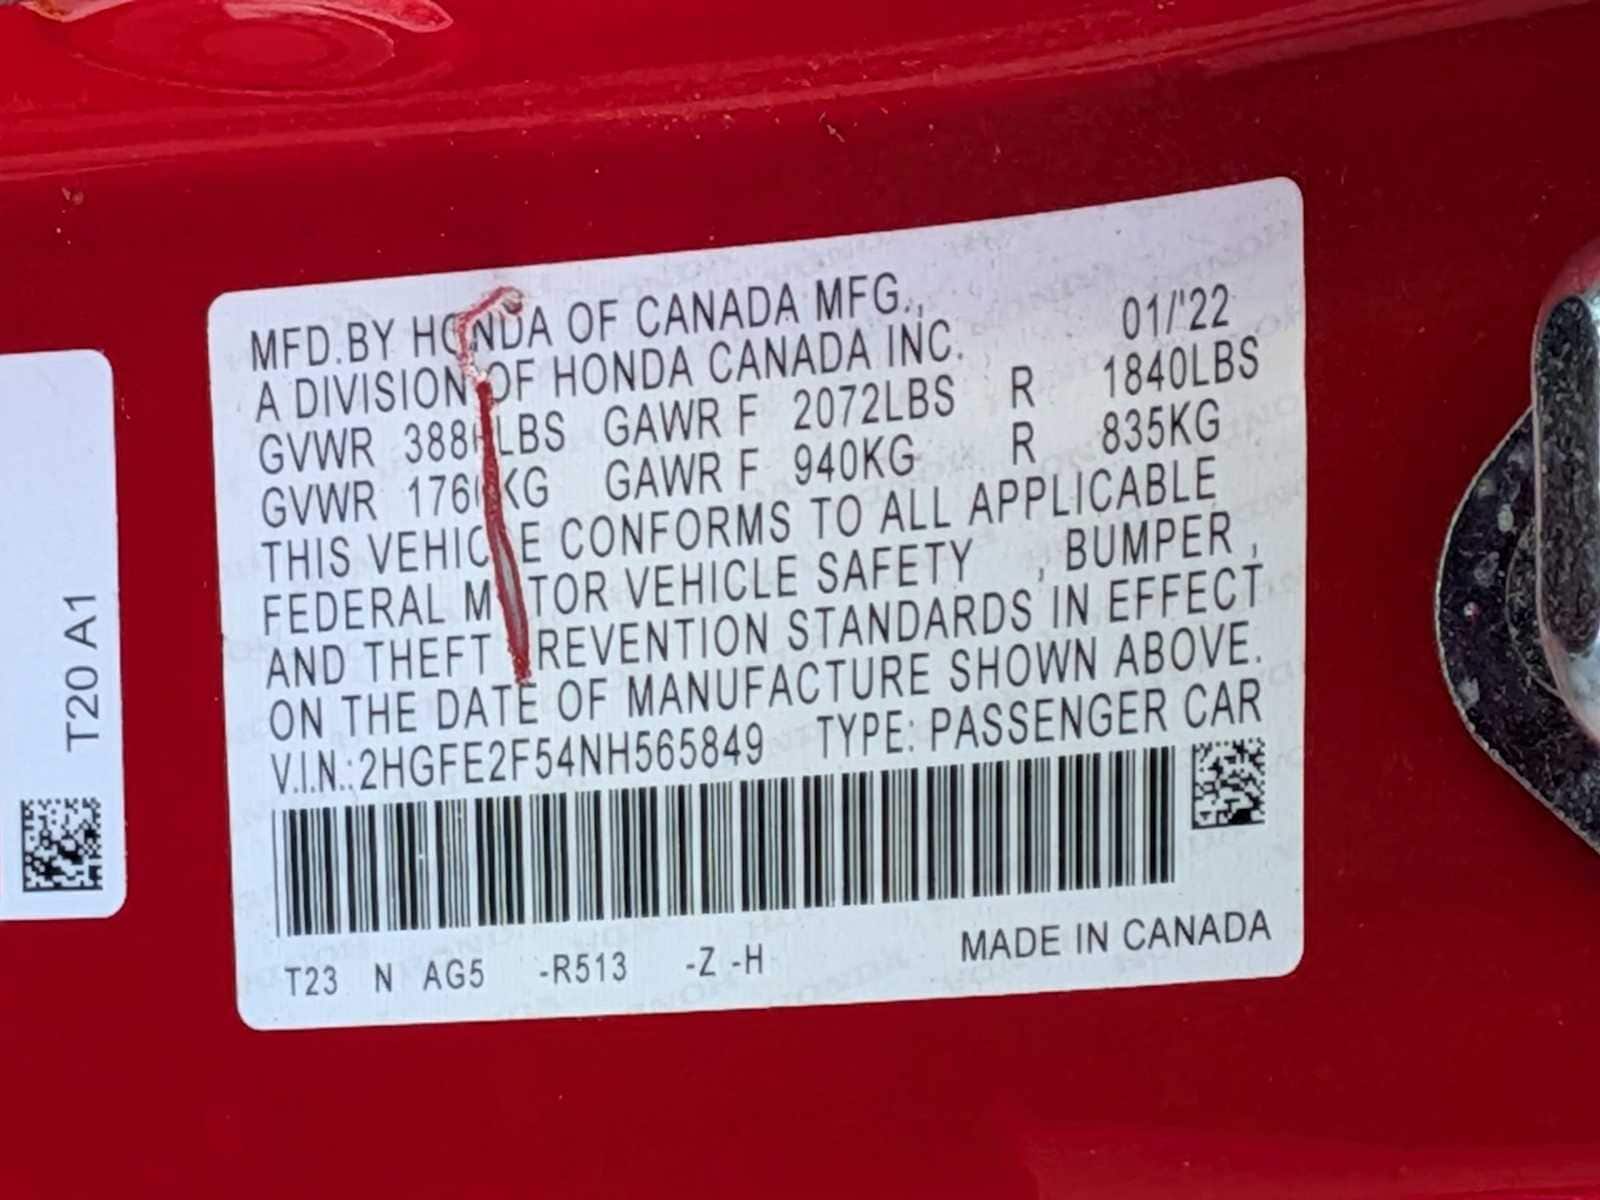 MFD.BY HONDA OF CANADA MFG., 01/'22
A DIVISION OF HONDA CANADA INC.
GVWR LBS GAWR F 2072LBS R 1840LBS
GVWR KG GAWR F 940KG R 835KG
THIS VEHICLE CONFORMS TO ALL APPLICABLE
FEDERAL MOTOR VEHICLE SAFETY , BUMPER ,
AND THEFT PREVENTION STANDARDS IN EFFECT
ON THE DATE OF MANUFACTURE SHOWN ABOVE.
V.I.N.:2HGFE2F54NH565849 TYPE: PASSENGER CAR
T23 N AG5 -R513 -Z -H MADE IN CANADA
T20 A1